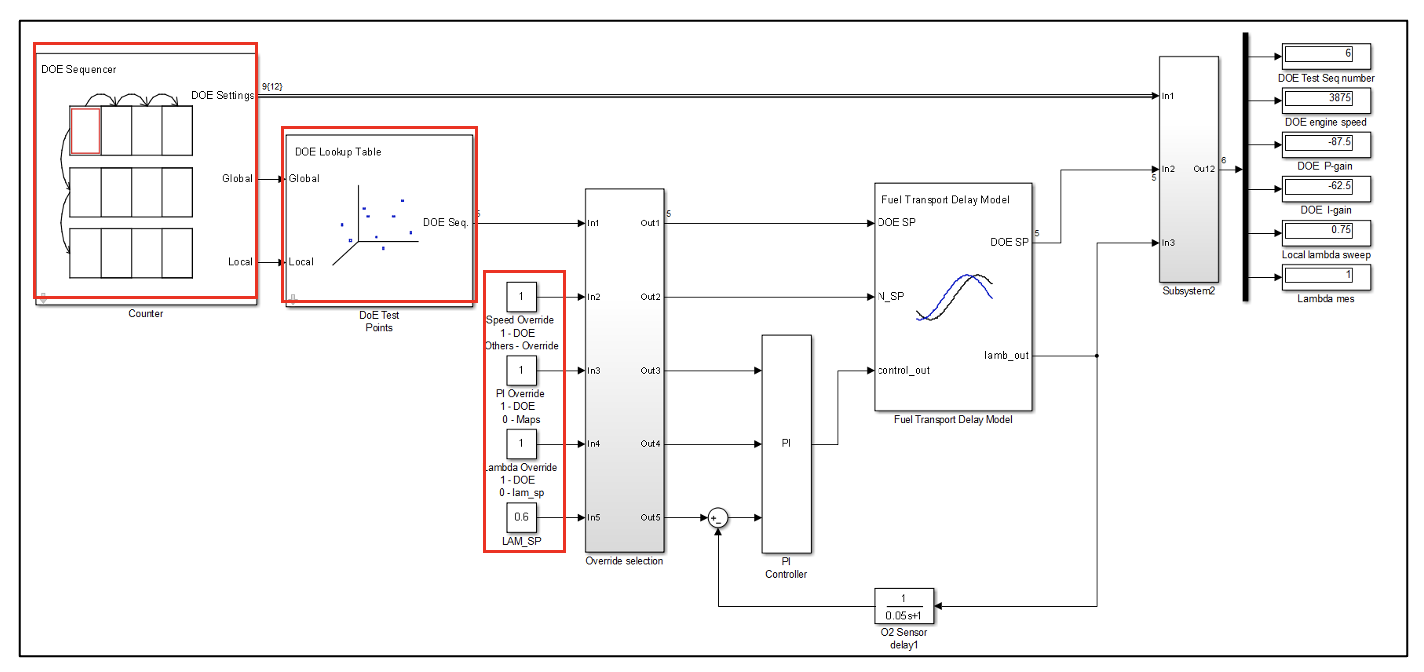 DOE Sequencer
DOE Settings
9{12}
Global
Local
Counter
DOE Lookup Table
Global
Local
DOE Seq.
DoE Test
Points
1
Speed Override
1 - DOE
Others - Override
1
PI Override
1 - DOE
0 - Maps
1
Lambda Override
1 - DOE
0 - lam_sp
0.6
LAM_SP
In1
In2
In3
In4
In5
Out1
Out2
Out3
Out4
Out5
5
Override selection
+
-
PI
PI
Controller
Fuel Transport Delay Model
DOE SP
N_SP
control_out
DOE SP
5
lamb_out
Fuel Transport Delay Model
1
0.05s+1
O2 Sensor
delay1
In1
In2
5
In3
Out2
6
Subsystem2
6
DOE Test Seq number
3875
DOE engine speed
-87.5
DOE P-gain
-62.5
DOE I-gain
0.75
Local lambda sweep
1
Lambda mes